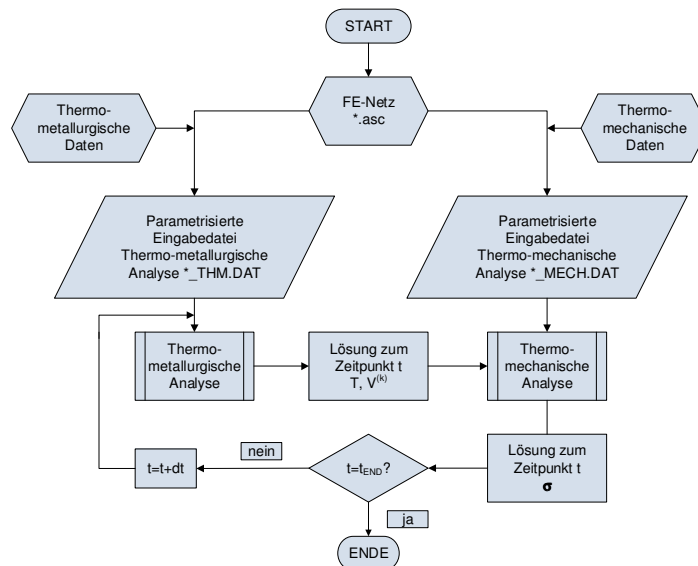 START
FE-Netz
*.asc
Thermo-
metallurgische
Daten
Thermo-
mechanische
Daten
Parametrisierte
Eingabedatei
Thermo-metallurgische
Analyse *_THM.DAT
Parametrisierte
Eingabedatei
Thermo-mechanische
Analyse *_MECH.DAT
Thermo-
metallurgische
Analyse
Lösung zum
Zeitpunkt t
T, V(k)
Thermo-
mechanische
Analyse
Lösung zum
Zeitpunkt t
σ
t=tEND?
nein
t=t+dt
ja
ENDE